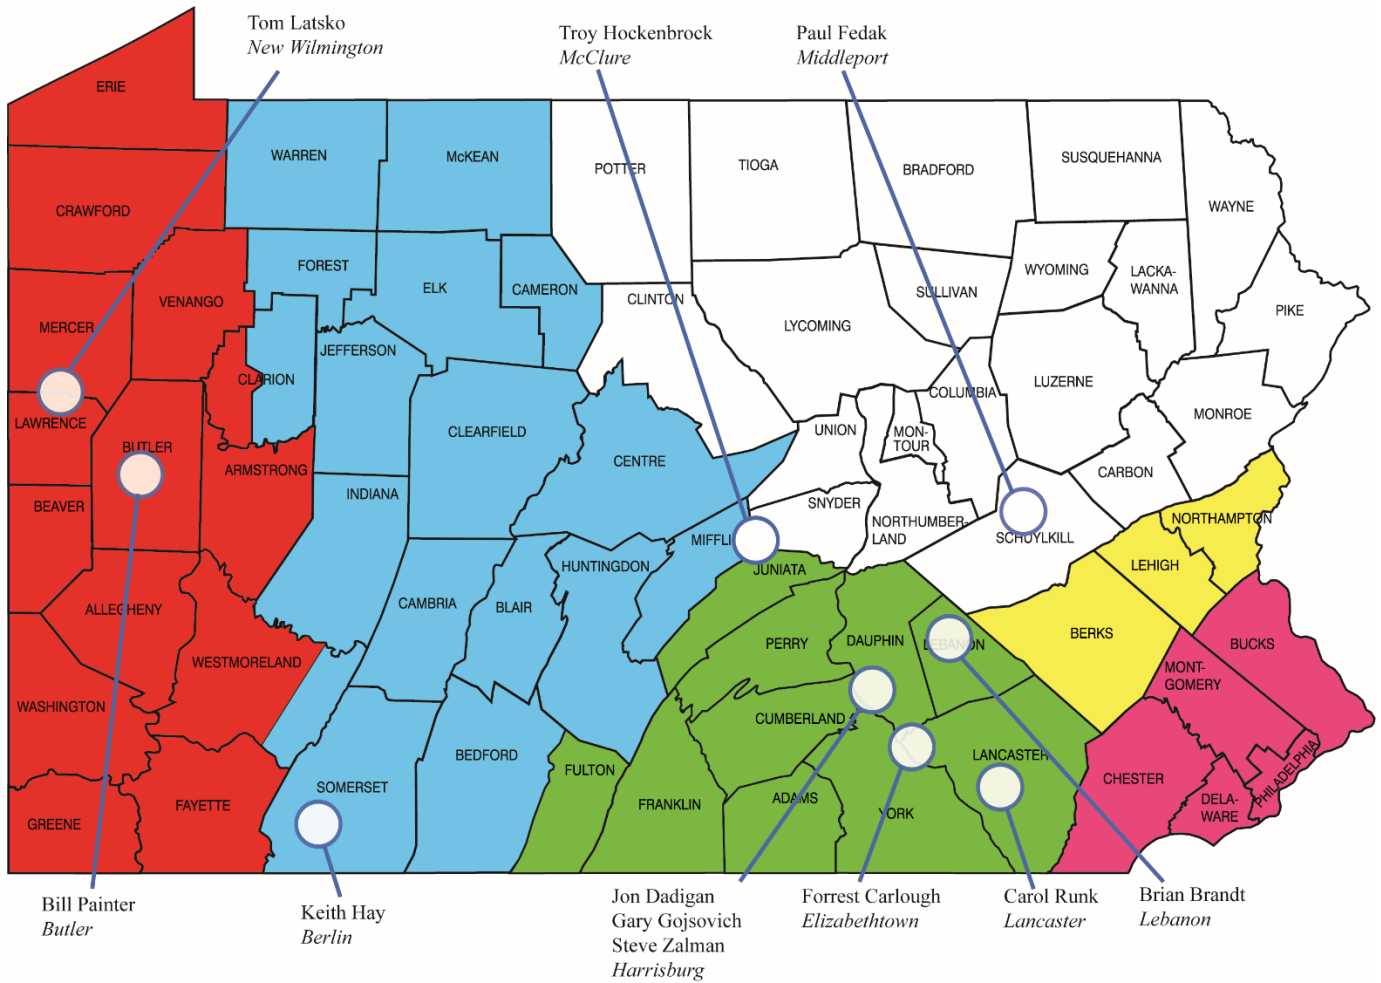 Tom Latsko
New Wilmington
Troy Hockenbrock
McClure
Paul Fedak
Middleport
ERIE
WARREN
McKEAN
POTTER
TIOGA
BRADFORD
SUSQUEHANNA
WAYNE
CRAWFORD
FOREST
ELK
CAMERON
CLINTON
SULLIVAN
WYOMING
LACKA-
WANNA
VENANGO
MERCER
LYCOMING
PIKE
JEFFERSON
CLARION
COLUMBIA
LUZERNE
MONROE
LAWRENCE
BUTLER
CLEARFIELD
UNION
MON-
TOUR
CENTRE
ARMSTRONG
CARBON
INDIANA
BEAVER
SNYDER
NORTHUMBER-
LAND
SCHUYLKILL
NORTHAMPTON
MIFFLI
JUNIATA
HUNTINGDON
LEHIGH
ALLEGHENY
CAMBRIA
BLAIR
PERRY
DAUPHIN
LEBANON
BERKS
BUCKS
WESTMORELAND
MONT-
GOMERY
WASHINGTON
CUMBERLAND
BEDFORD
LANCASTER
FULTON
CHESTER
PHILADELPHIA
SOMERSET
FAYETTE
FRANKLIN
ADAMS
YORK
DELA-
WARE
GREENE
Bill Painter
Butler
Keith Hay
Berlin
Jon Dadigan
Gary Gojsovich
Steve Zalman
Harrisburg
Forrest Carlough
Elizabethtown
Carol Runk
Lancaster
Brian Brandt
Lebanon